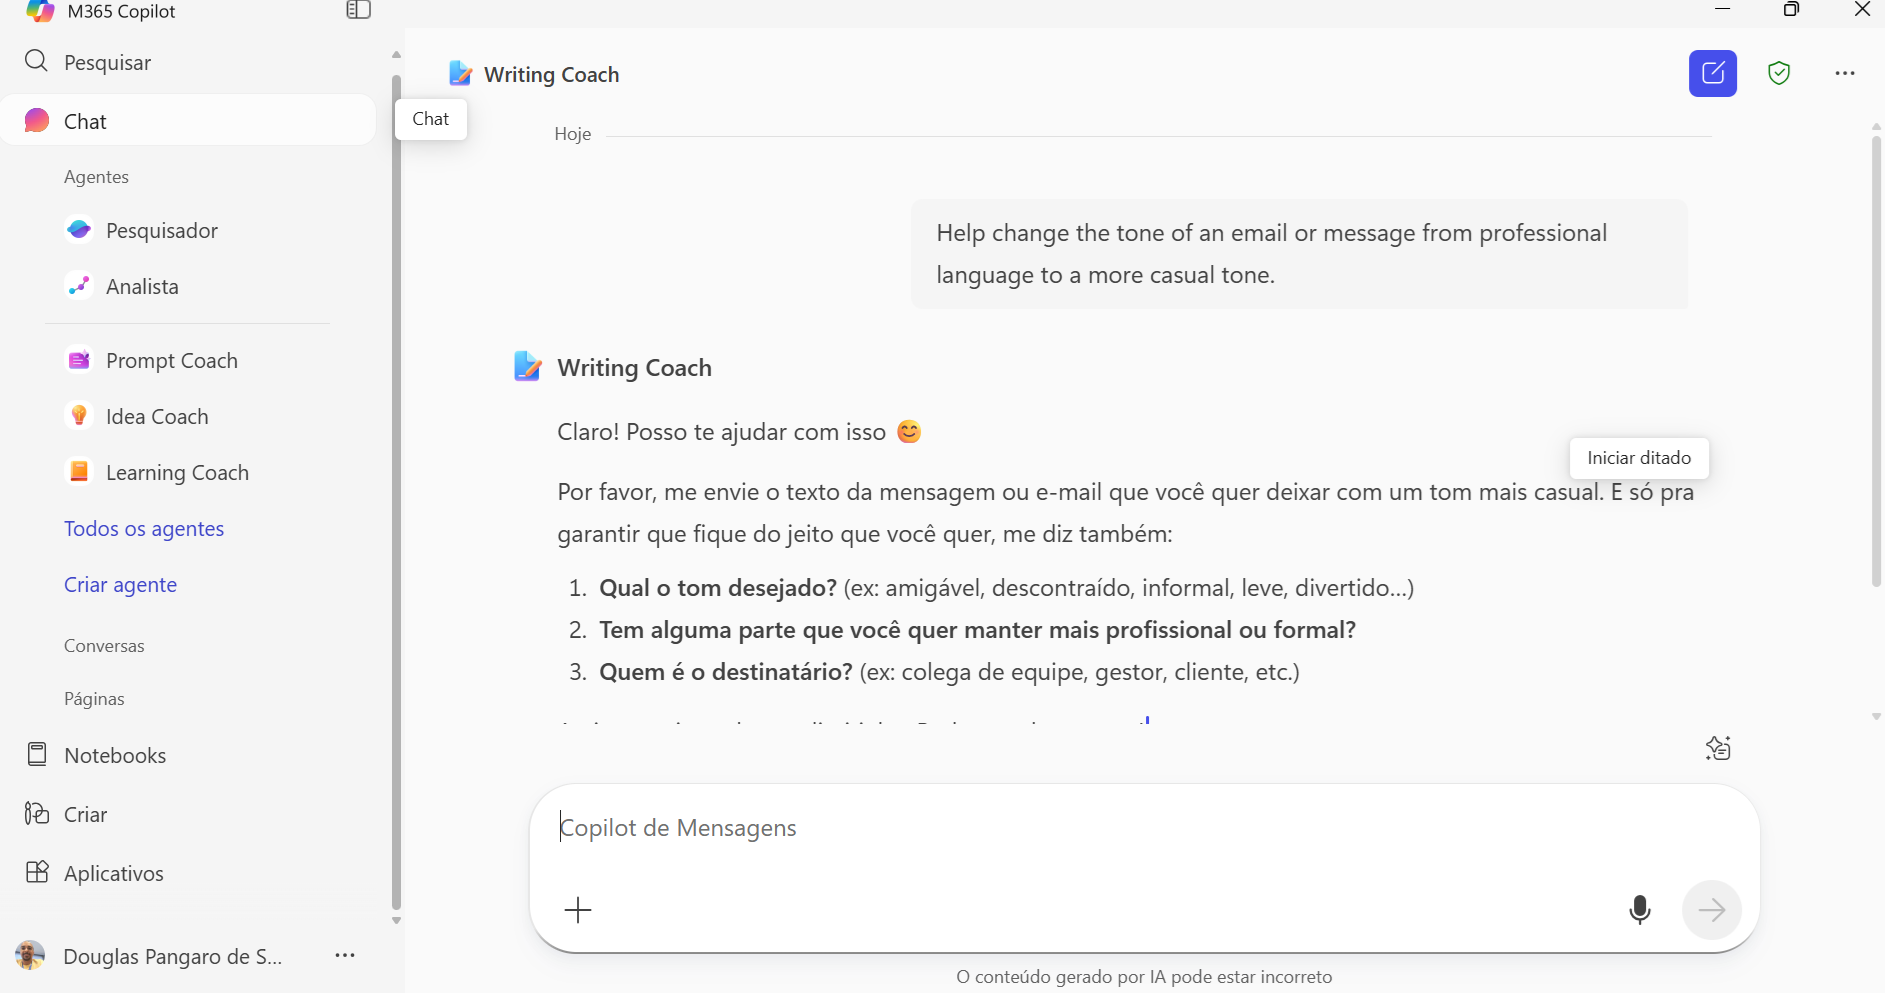 M365 Copilot
Pesquisar
Chat
Agentes
Pesquisador
Analista
Prompt Coach
Idea Coach
Learning Coach
Todos os agentes
Criar agente
Conversas
Páginas
Notebooks
Criar
Aplicativos
Douglas Pangaro de S...
Chat
Writing Coach
Hoje
Help change the tone of an email or message from professional
language to a more casual tone.
Writing Coach
Claro! Posso te ajudar com isso 😊
Iniciar ditado
Por favor, me envie o texto da mensagem ou e-mail que você quer deixar com um tom mais casual. E só pra
garantir que fique do jeito que você quer, me diz também:
1. Qual o tom desejado? (ex: amigável, descontraído, informal, leve, divertido...)
2. Tem alguma parte que você quer manter mais profissional ou formal?
3. Quem é o destinatário? (ex: colega de equipe, gestor, cliente, etc.)
Copilot de Mensagens
O conteúdo gerado por IA pode estar incorreto